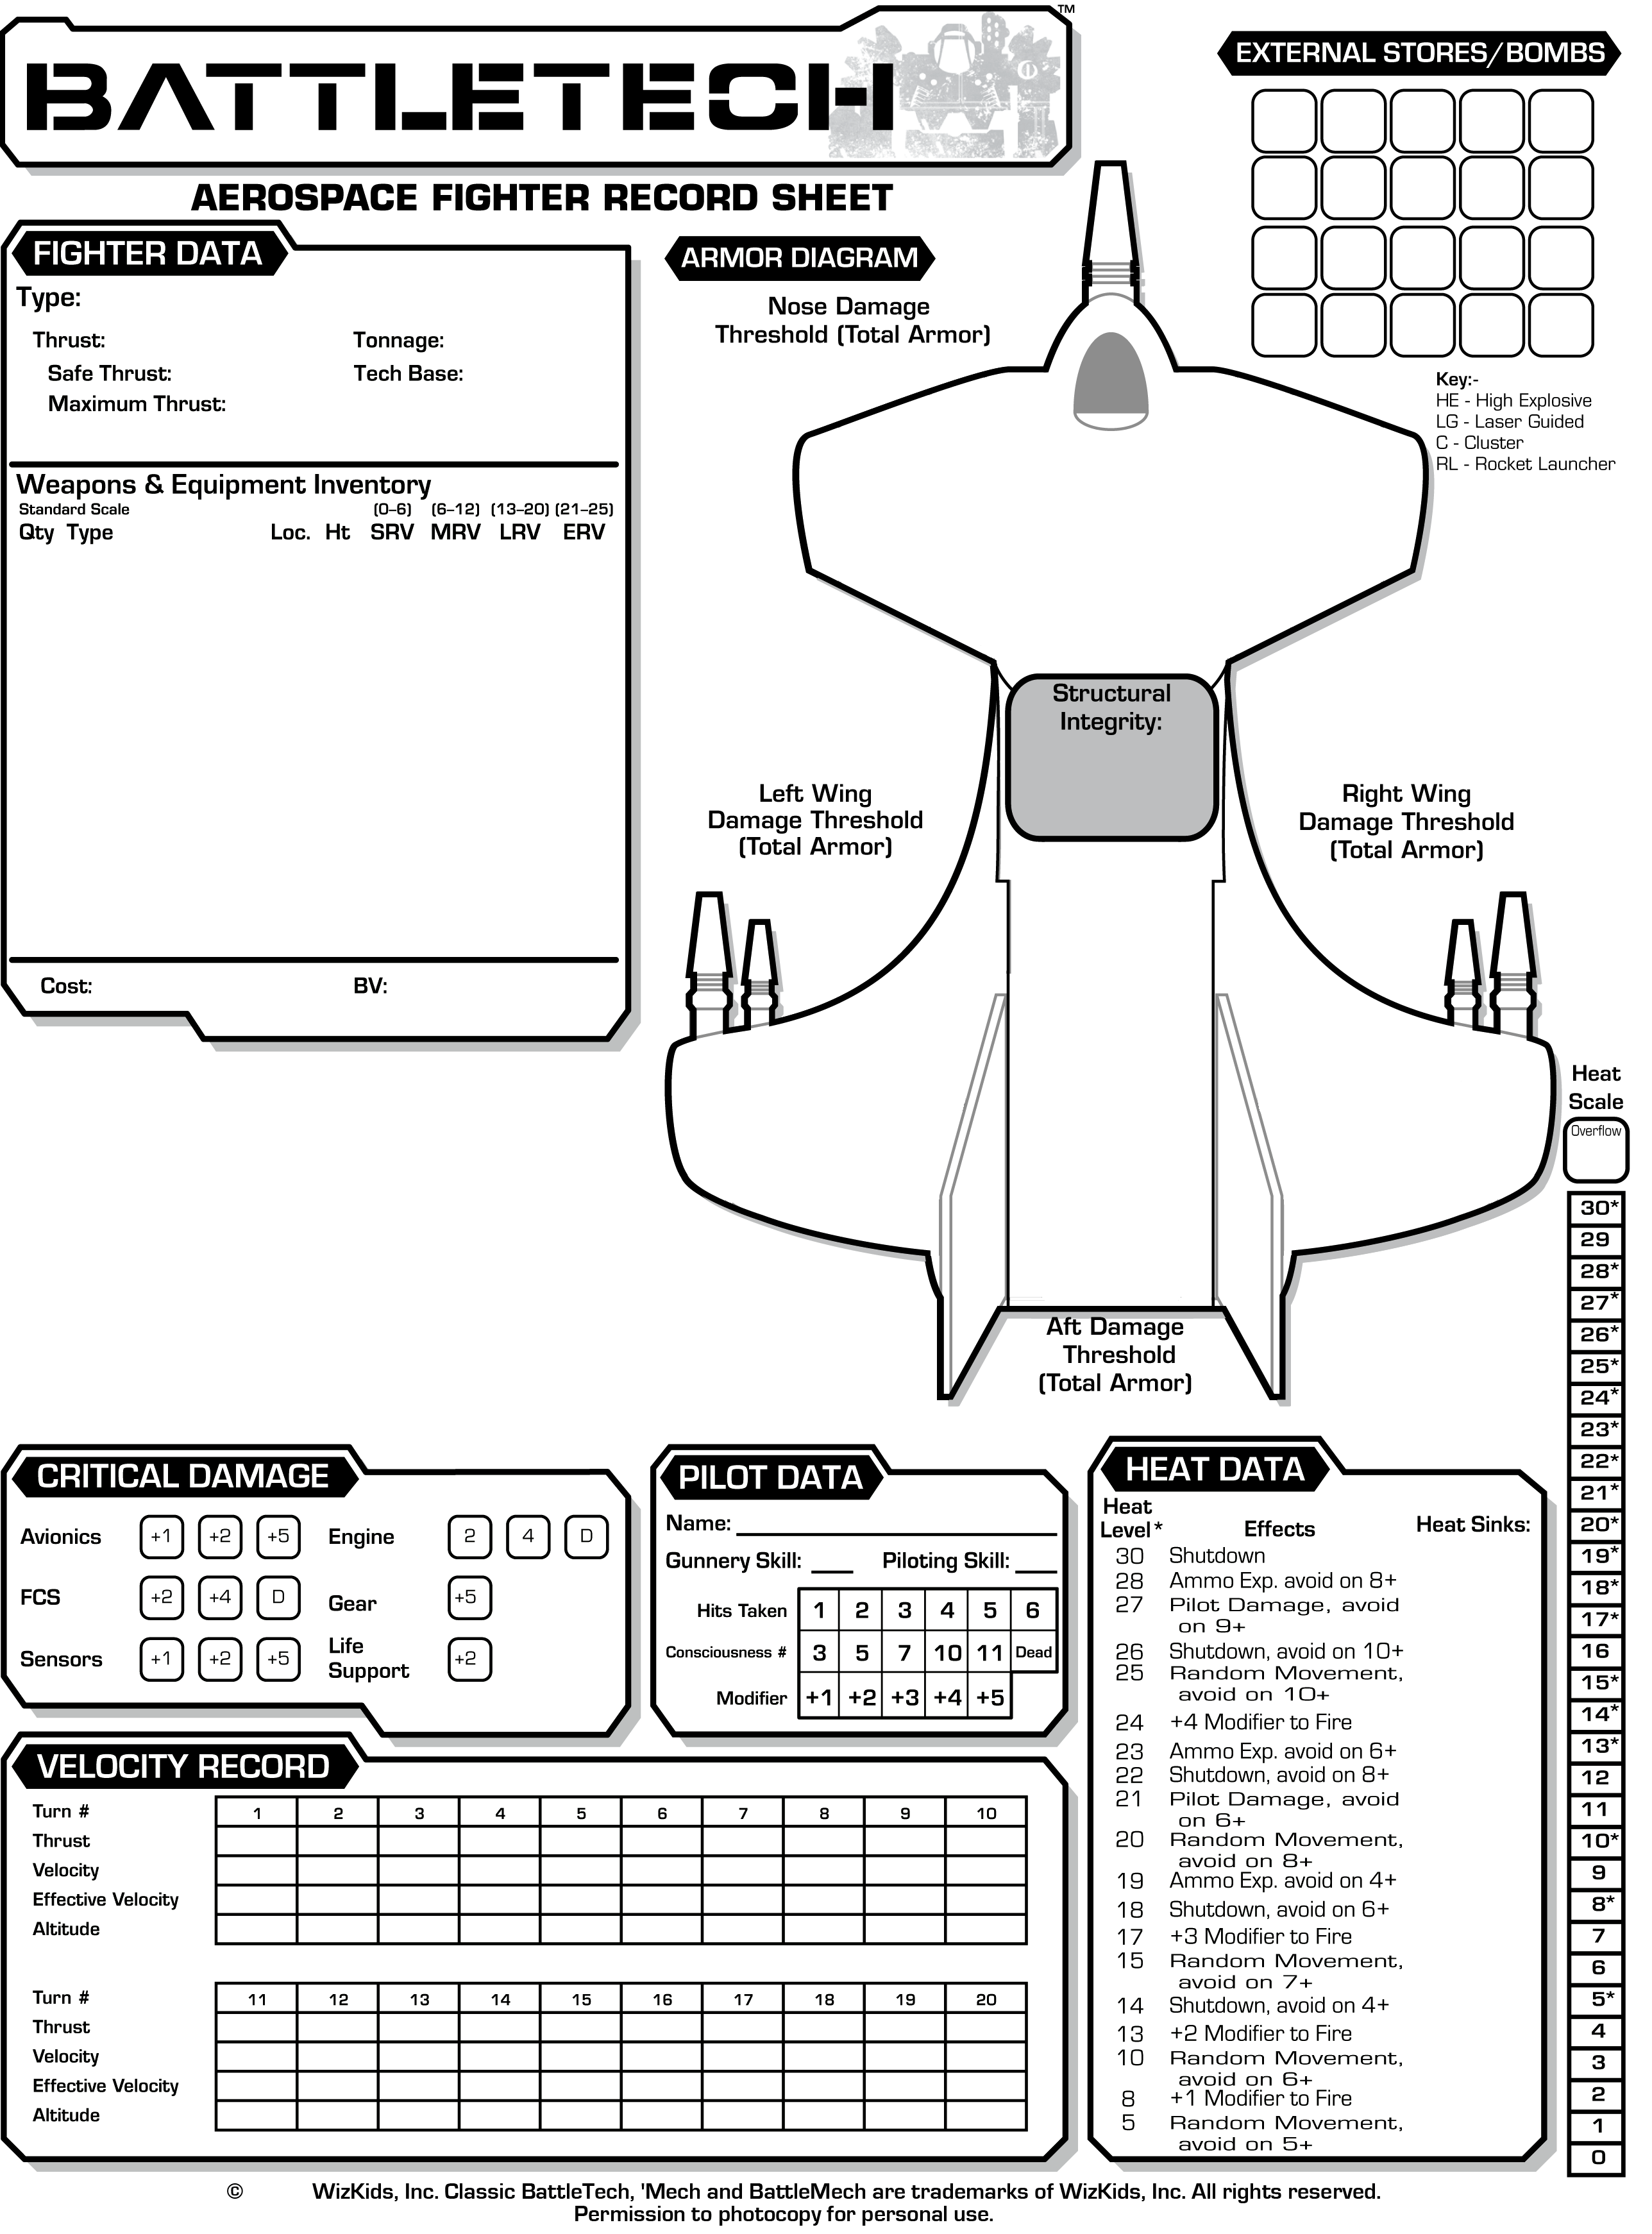 BATTLETECH
TM
AEROSPACE FIGHTER RECORD SHEET
EXTERNAL STORES/BOMBS
Key:-
HE - High Explosive
LG - Laser Guided
C - Cluster
RL - Rocket Launcher
FIGHTER DATA
Type:
Thrust: Tonnage:
Safe Thrust: Tech Base:
Maximum Thrust:
Weapons & Equipment Inventory
Standard Scale (0–6) (6–12) (13–20) (21–25)
Qty Type Loc. Ht SRV MRV LRV ERV
Cost: BV:
ARMOR DIAGRAM
Nose Damage
Threshold (Total Armor)
Structural
Integrity:
Left Wing
Damage Threshold
(Total Armor)
Right Wing
Damage Threshold
(Total Armor)
Aft Damage
Threshold
(Total Armor)
Heat
Scale
Overflow
30*
29
28*
27*
26*
25*
24*
23*
22*
21*
20*
19*
18*
17*
16
15*
14*
13*
12
11
10*
9
8*
7
6
5*
4
3
2
1
0
CRITICAL DAMAGE
Avionics +1 +2 +5 Engine 2 4 D
FCS +2 +4 D Gear +5
Sensors +1 +2 +5 Life
Support +2
PILOT DATA
Name:
Gunnery Skill: Piloting Skill:
Hits Taken 1 2 3 4 5 6
Consciousness # 3 5 7 10 11 Dead
Modifier +1 +2 +3 +4 +5
HEAT DATA
Heat
Level* Effects Heat Sinks:
30 Shutdown
28 Ammo Exp. avoid on 8+
27 Pilot Damage, avoid
on 9+
26 Shutdown, avoid on 10+
25 Random Movement,
avoid on 10+
24 +4 Modifier to Fire
23 Ammo Exp. avoid on 6+
22 Shutdown, avoid on 8+
21 Pilot Damage, avoid
on 6+
20 Random Movement,
avoid on 8+
19 Ammo Exp. avoid on 4+
18 Shutdown, avoid on 6+
17 +3 Modifier to Fire
15 Random Movement,
avoid on 7+
14 Shutdown, avoid on 4+
13 +2 Modifier to Fire
10 Random Movement,
avoid on 6+
8 +1 Modifier to Fire
5 Random Movement,
avoid on 5+
VELOCITY RECORD
Turn # 1 2 3 4 5 6 7 8 9 10
Thrust
Velocity
Effective Velocity
Altitude
Turn # 11 12 13 14 15 16 17 18 19 20
Thrust
Velocity
Effective Velocity
Altitude
© WizKids, Inc. Classic BattleTech, 'Mech and BattleMech are trademarks of WizKids, Inc. All rights reserved.
Permission to photocopy for personal use.